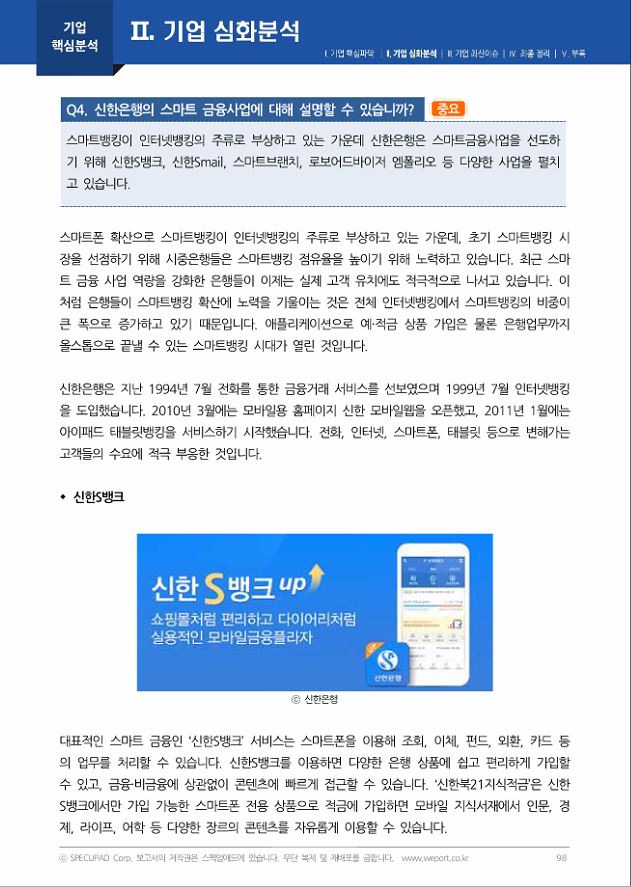 기업
핵심분석
II. 기업 심화분석
I. 기업 핵심파악 | II. 기업 심화분석 | III. 기업 최신이슈 | IV. 최종 정리 | V. 부록
Q4. 신한은행의 스마트 금융사업에 대해 설명할 수 있습니까? 중요
스마트뱅킹이 인터넷뱅킹의 주류로 부상하고 있는 가운데 신한은행은 스마트금융사업을 선도하
기 위해 신한S뱅크, 신한Smail, 스마트브랜치, 로보어드바이저 엠폴리오 등 다양한 사업을 펼치
고 있습니다.
스마트폰 확산으로 스마트뱅킹이 인터넷뱅킹의 주류로 부상하고 있는 가운데, 초기 스마트뱅킹 시
장을 선점하기 위해 시중은행들은 스마트뱅킹 점유율을 높이기 위해 노력하고 있습니다. 최근 스마
트 금융 사업 역량을 강화한 은행들이 이제는 실제 고객 유치에도 적극적으로 나서고 있습니다. 이
처럼 은행들이 스마트뱅킹 확산에 노력을 기울이는 것은 전체 인터넷뱅킹에서 스마트뱅킹의 비중이
큰 폭으로 증가하고 있기 때문입니다. 애플리케이션으로 예·적금 상품 가입은 물론 은행업무까지
올스톱으로 끝낼 수 있는 스마트뱅킹 시대가 열린 것입니다.
신한은행은 지난 1994년 7월 전화를 통한 금융거래 서비스를 선보였으며 1999년 7월 인터넷뱅킹
을 도입했습니다. 2010년 3월에는 모바일용 홈페이지 신한 모바일웹을 오픈했고, 2011년 1월에는
아이패드 태블릿뱅킹을 서비스하기 시작했습니다. 전화, 인터넷, 스마트폰, 태블릿 등으로 변해가는
고객들의 수요에 적극 부응한 것입니다.
◆ 신한S뱅크
신한 S뱅크 up
쇼핑몰처럼 편리하고 다이어리처럼
실용적인 모바일금융플라자
UP
S
신한은행
ⓒ 신한은행
대표적인 스마트 금융인 ‘신한S뱅크’ 서비스는 스마트폰을 이용해 조회, 이체, 펀드, 외환, 카드 등
의 업무를 처리할 수 있습니다. 신한S뱅크를 이용하면 다양한 은행 상품에 쉽고 편리하게 가입할
수 있고, 금융·비금융에 상관없이 콘텐츠에 빠르게 접근할 수 있습니다. ‘신한북21지식적금’은 신한
S뱅크에서만 가입 가능한 스마트폰 전용 상품으로 적금에 가입하면 모바일 지식서재에서 인문, 경
제, 라이프, 어학 등 다양한 장르의 콘텐츠를 자유롭게 이용할 수 있습니다.
ⓒ SPECUPAD Corp. 보고서의 저작권은 스펙업애드에 있습니다. 무단 복제 및 재배포를 금합니다. www.weport.co.kr 98